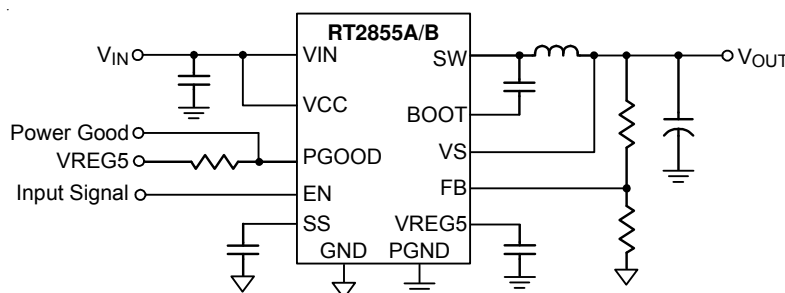 RT2855A/B
VIN
VIN
SW
VOUT
VCC
BOOT
Power Good
VREG5
PGOOD
VS
Input Signal
EN
FB
SS
VREG5
GND
PGND